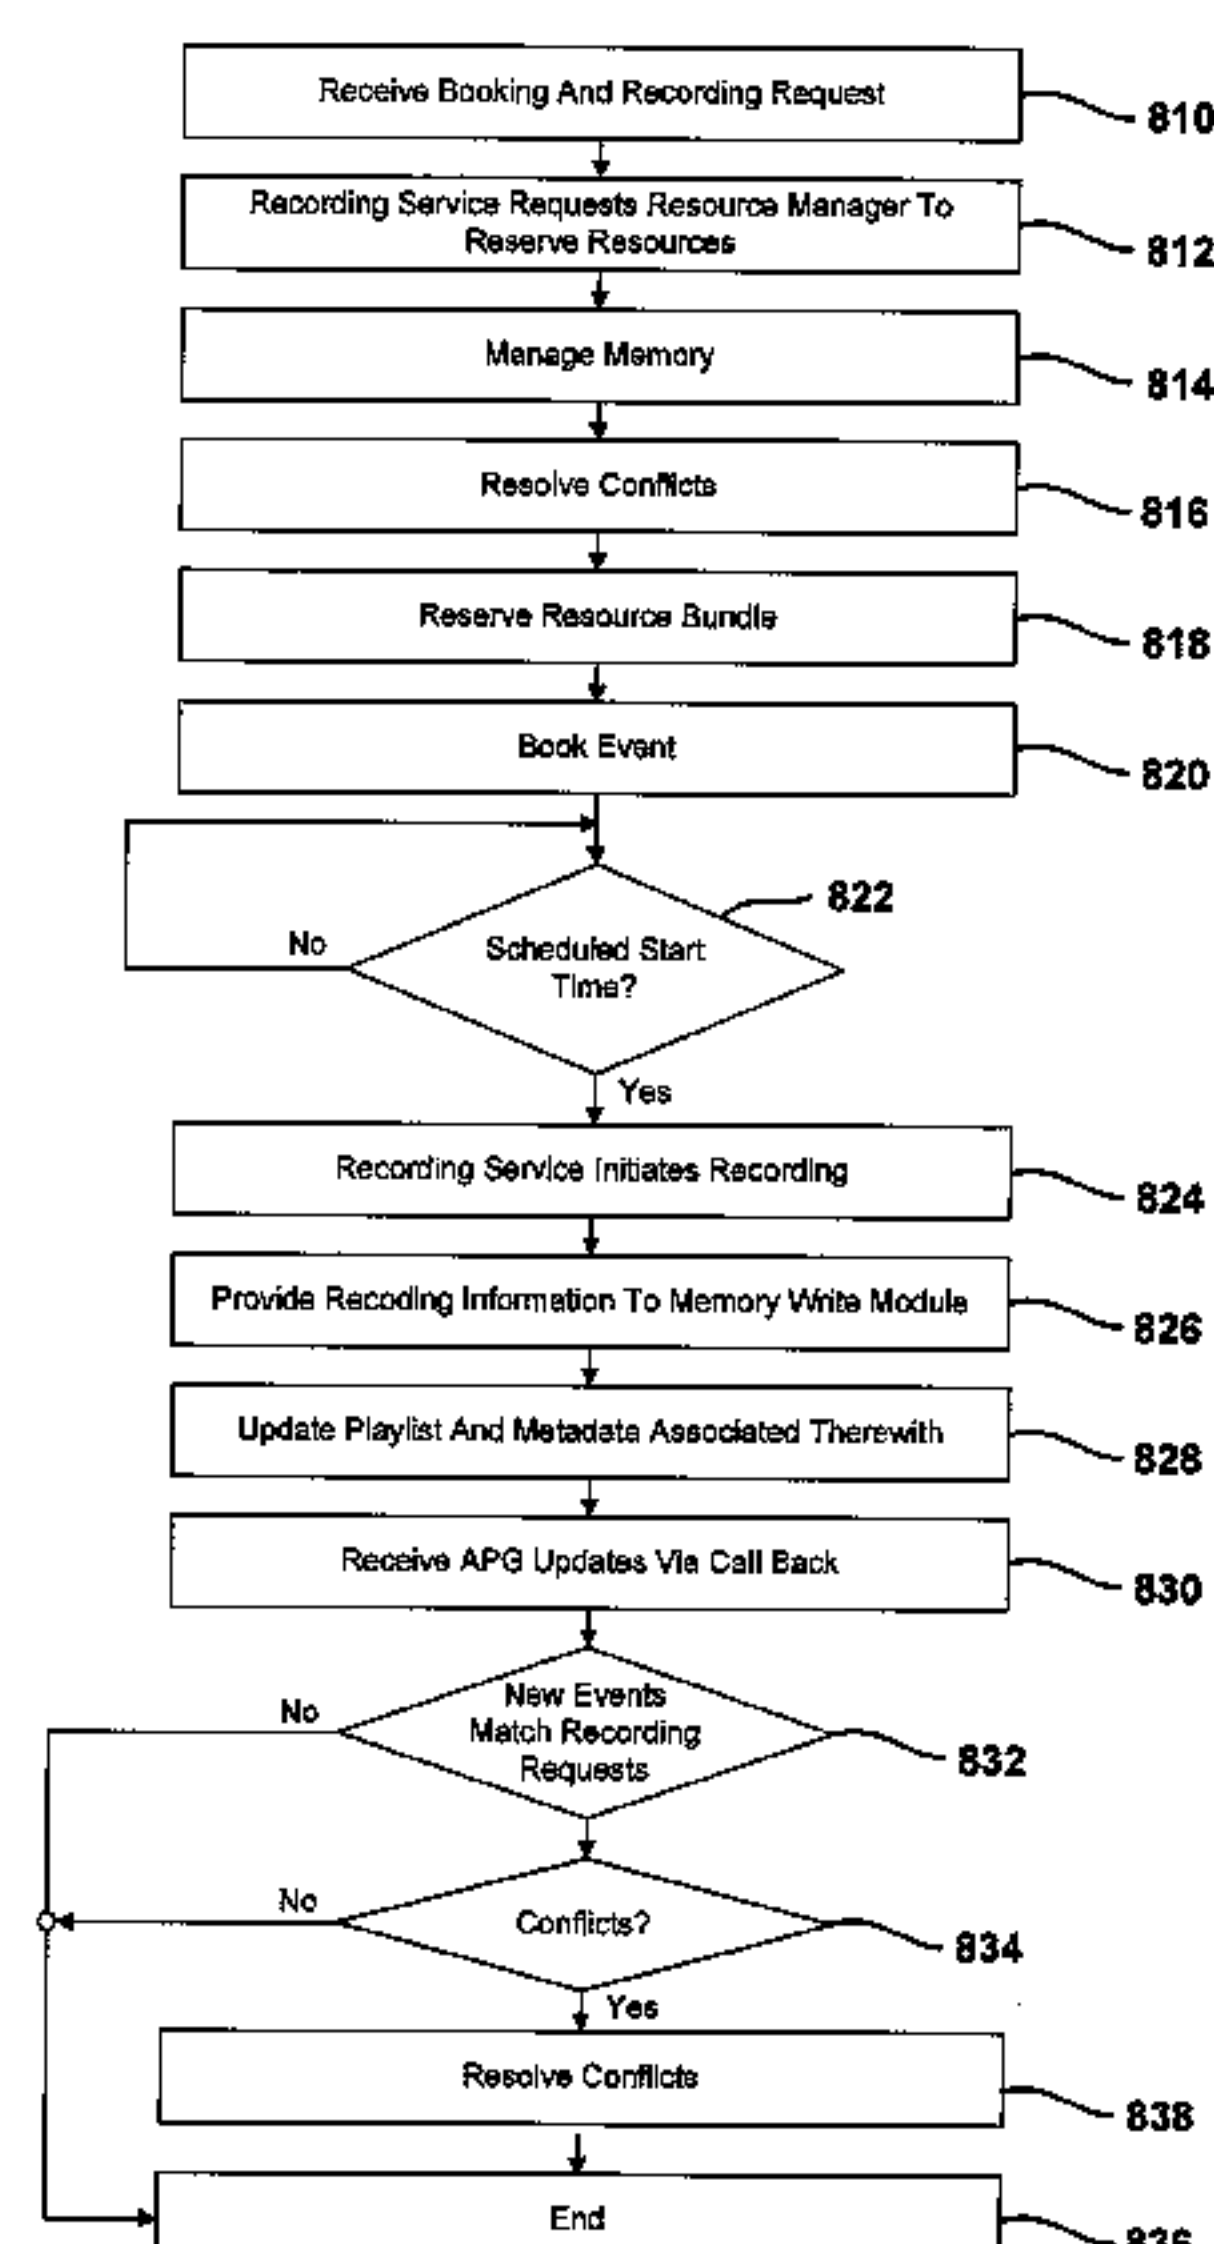 Receive Booking And Recording Request
810
Recording Service Requests Resource Manager To
Reserve Resources
812
Manage Memory
814
Resolve Conflicts
816
Reserve Resource Bundle
818
Book Event
820
822
No
Scheduled Start
Time?
Yes
Recording Service Initiates Recording
824
Provide Recoding Information To Memory Write Module
826
Update Playlist And Metadata Associated Therewith
828
Receive APG Updates Via Call Back
830
No
New Events
Match Recording
Requests
832
No
Conflicts?
834
Yes
Resolve Conflicts
838
End
836